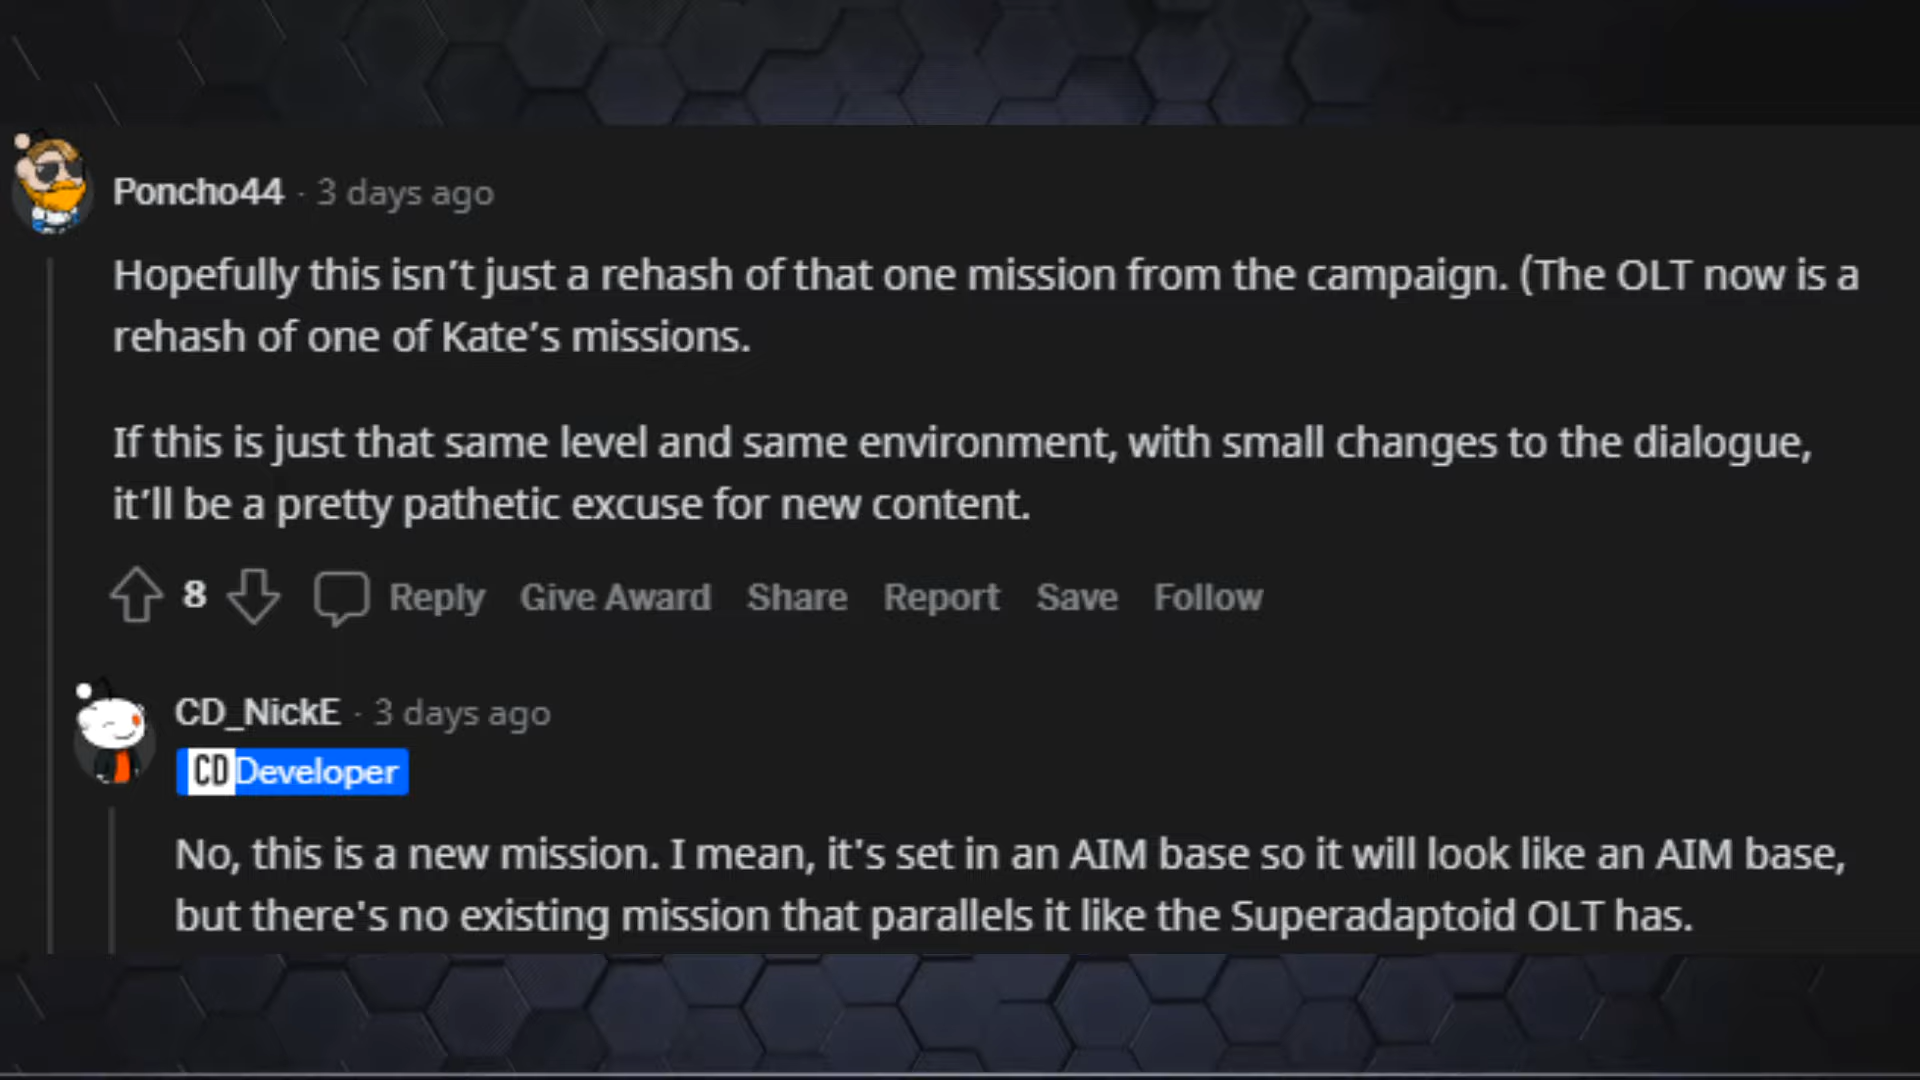 Poncho44 · 3 days ago
Hopefully this isn’t just a rehash of that one mission from the campaign. (The OLT now is a
rehash of one of Kate’s missions.
If this is just that same level and same environment, with small changes to the dialogue,
it’ll be a pretty pathetic excuse for new content.
8 Reply Give Award Share Report Save Follow
CD_NickE · 3 days ago
CD Developer
No, this is a new mission. I mean, it's set in an AIM base so it will look like an AIM base,
but there's no existing mission that parallels it like the Superadaptoid OLT has.